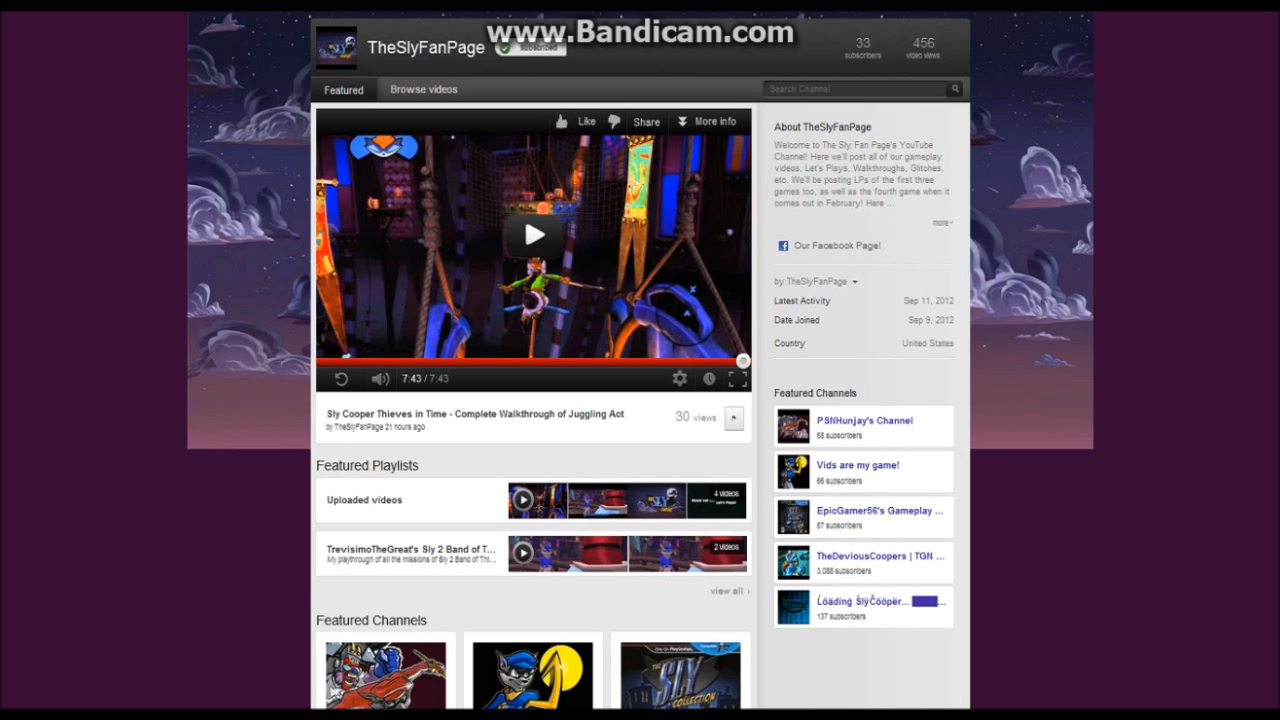 www.Bandicam.com
TheSlyFanPage
subscribed
33
subscribers
456
video views
Featured
Browse videos
Search Channel
Like
Share
More info
7:43 / 7:43
Sly Cooper Thieves in Time - Complete Walkthrough of Juggling Act
by TheSlyFanPage 21 hours ago
30 views
Featured Playlists
Uploaded videos
4 videos
TrevisimoTheGreat's Sly 2 Band of T...
My playthrough of all the missions of Sly 2 Band of Thi...
2 videos
view all ›
Featured Channels
THE SLY COLLECTION
About TheSlyFanPage
Welcome to The Sly Fan Page's YouTube
Channel! Here we'll post all of our gameplay
videos, Let's Plays, Walkthroughs, Glitches,
etc. We'll be posting LPs of the first three
games too, as well as the fourth game when it
comes out in February! Here ...
more
Our Facebook Page!
by TheSlyFanPage
Latest Activity
Sep 11, 2012
Date Joined
Sep 9, 2012
Country
United States
Featured Channels
PSNHunjay's Channel
65 subscribers
Vids are my game!
66 subscribers
EpicGamer56's Gameplay ...
67 subscribers
TheDeviousCoopers | TGN ...
3,088 subscribers
137 subscribers